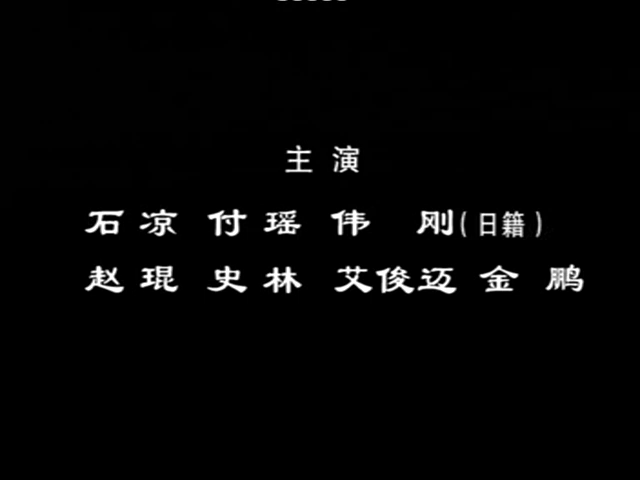 主 演
石 凉 付 瑶 伟 刚(日籍)
赵 琨 史 林 艾俊迈 金 鹏